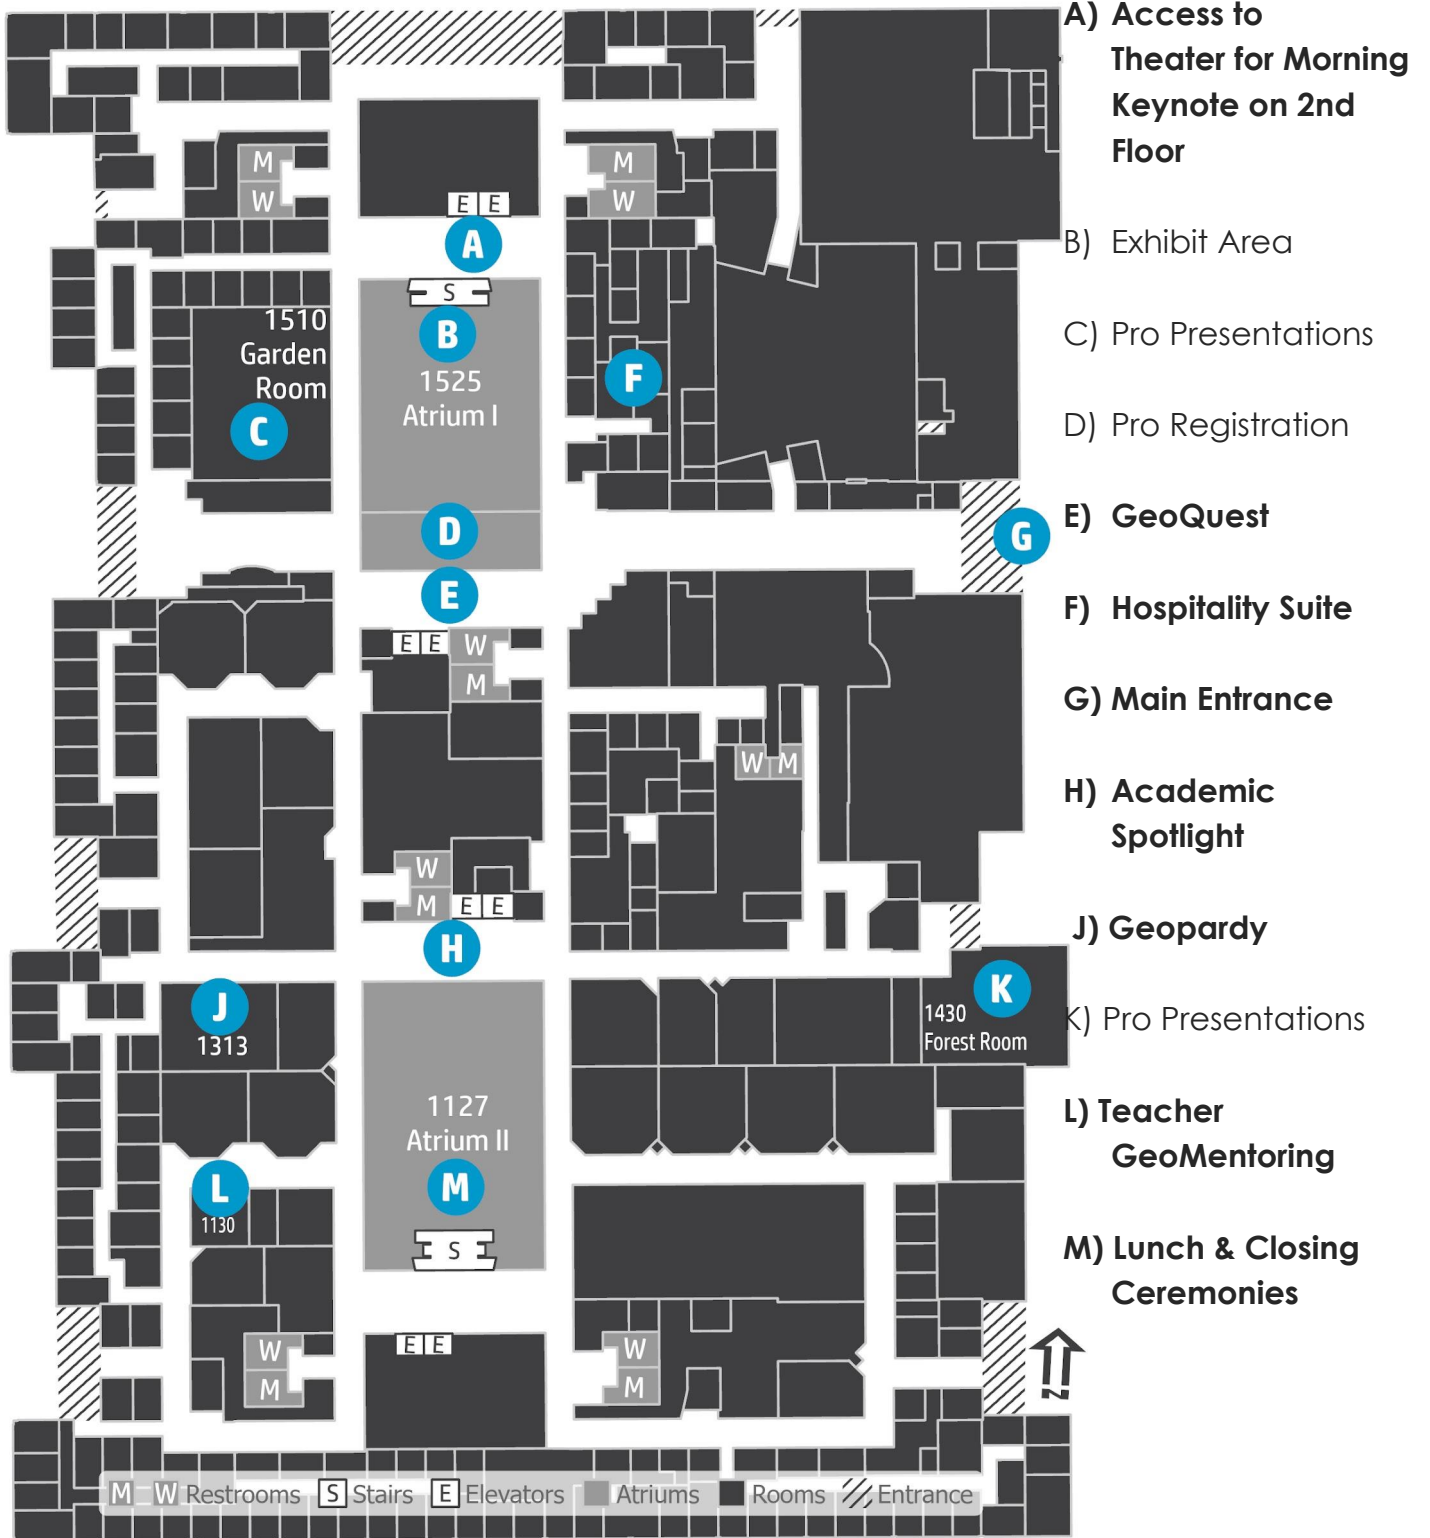 A) Access to
Theater for Morning
Keynote on 2nd
Floor
B) Exhibit Area
C) Pro Presentations
D) Pro Registration
E) GeoQuest
F) Hospitality Suite
G) Main Entrance
H) Academic
Spotlight
J) Geopardy
K) Pro Presentations
L) Teacher
GeoMentoring
M) Lunch & Closing
Ceremonies
M
W
M
W
E E
A
S
B
1510
Garden
Room
C
1525
Atrium I
F
D
G
E
E E W
M
W M
W
M E E
H
J
1313
K
1430
Forest Room
1127
Atrium II
M
L
1130
S
E E
W
M
W
M
N
M W Restrooms S Stairs E Elevators Atriums Rooms Entrance